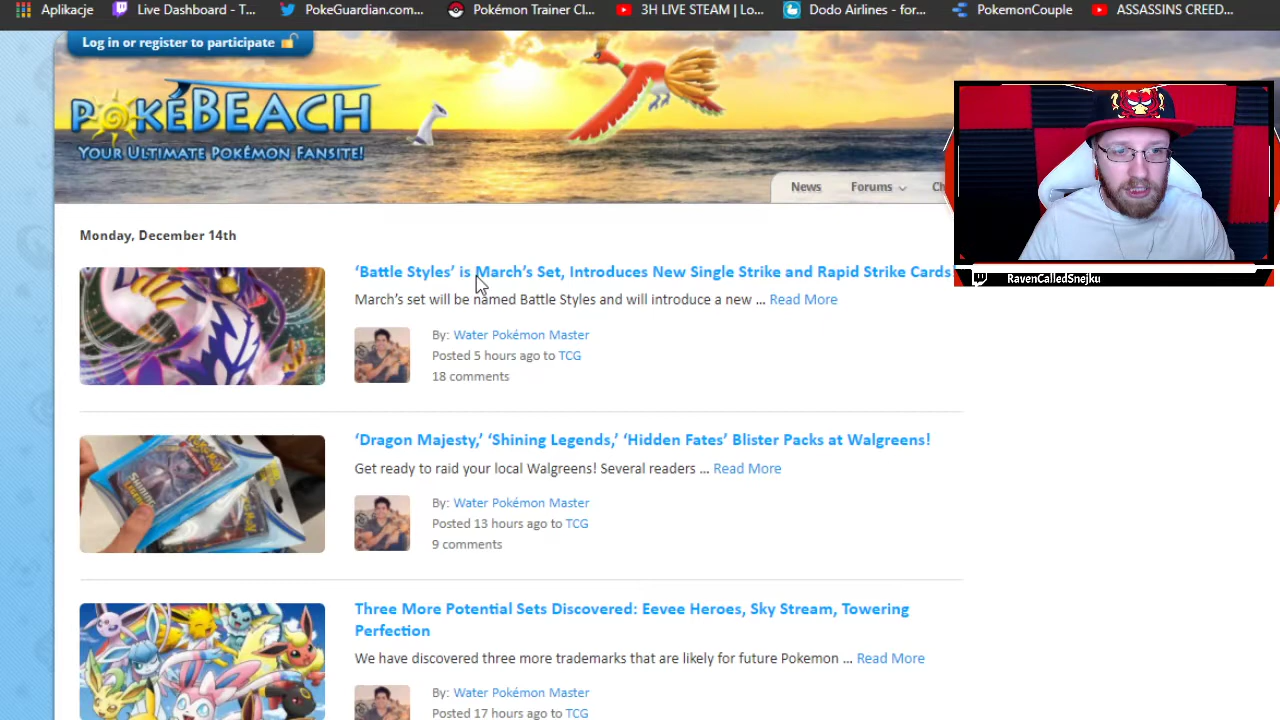 Aplikacje Live Dashboard - T... PokeGuardian.com... Pokémon Trainer Cl... 3H LIVE STEAM | Lo... Dodo Airlines - for... PokemonCouple ASSASSINS CREED...
Log in or register to participate
POKÉBEACH
YOUR ULTIMATE POKÉMON FANSITE!
News Forums Ch
RavenCalledSnejku
Monday, December 14th
‘Battle Styles’ is March’s Set, Introduces New Single Strike and Rapid Strike Cards!
March’s set will be named Battle Styles and will introduce a new ... Read More
By: Water Pokémon Master
Posted 5 hours ago to TCG
18 comments
‘Dragon Majesty,’ ‘Shining Legends,’ ‘Hidden Fates’ Blister Packs at Walgreens!
Get ready to raid your local Walgreens! Several readers ... Read More
By: Water Pokémon Master
Posted 13 hours ago to TCG
9 comments
Three More Potential Sets Discovered: Eevee Heroes, Sky Stream, Towering
Perfection
We have discovered three more trademarks that are likely for future Pokemon ... Read More
By: Water Pokémon Master
Posted 17 hours ago to TCG